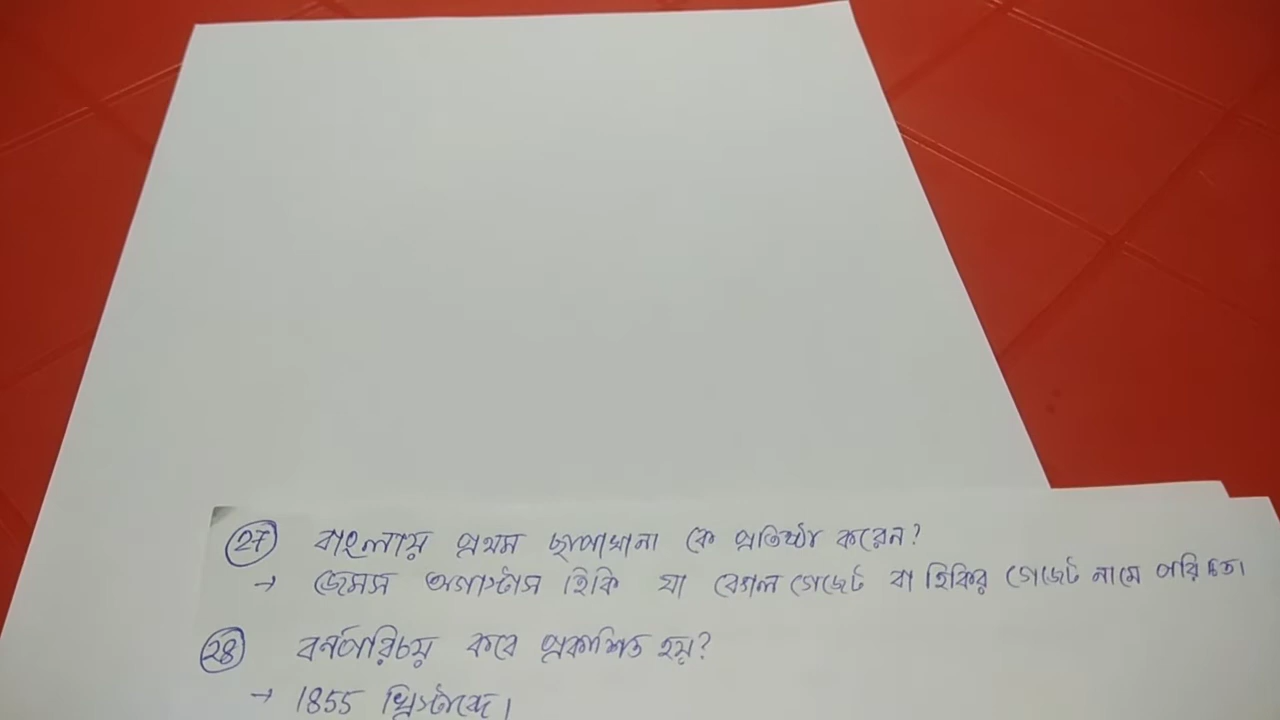 27 বাংলায় প্রথম ছাপাখানা কে প্রতিষ্ঠা করেন?
→ জেমস অগাস্টাস হিকি যা বেঙ্গল গেজেট বা হিকির গেজেট নামে পরিচিত।
28 বর্ণপরিচয় কবে প্রকাশিত হয়?
→ 1855 খ্রিস্টাব্দে।